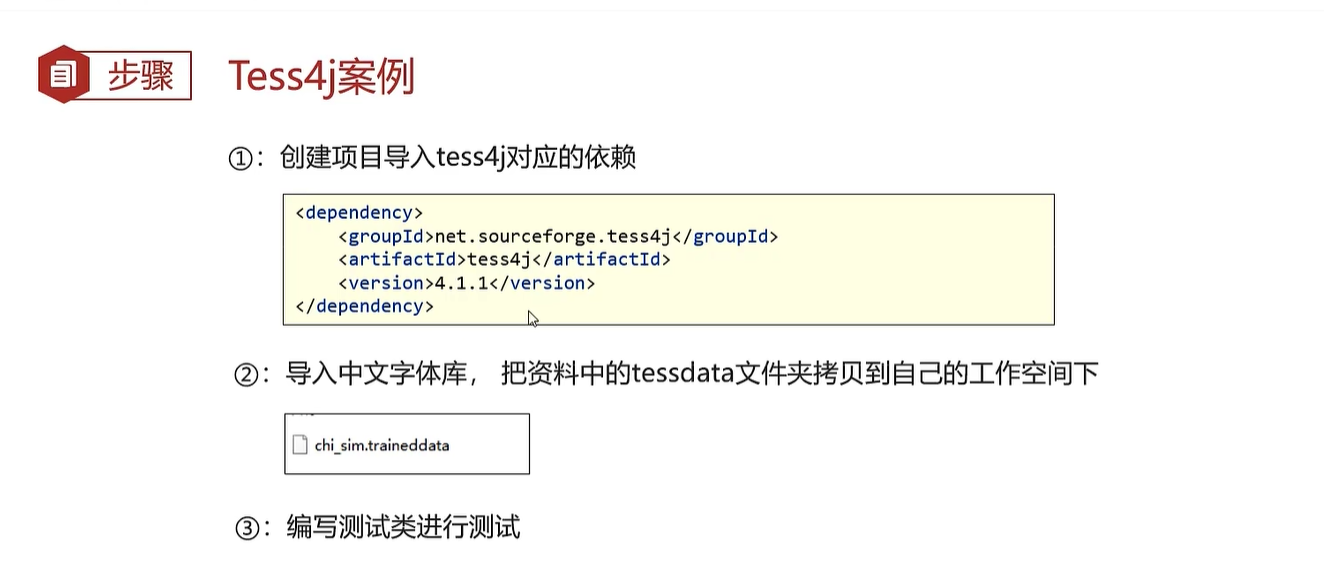 步骤
Tess4j案例
①：创建项目导入tess4j对应的依赖
<dependency>
    <groupId>net.sourceforge.tess4j</groupId>
    <artifactId>tess4j</artifactId>
    <version>4.1.1</version>
</dependency>
②：导入中文字体库， 把资料中的tessdata文件夹拷贝到自己的工作空间下
chi_sim.traineddata
③：编写测试类进行测试